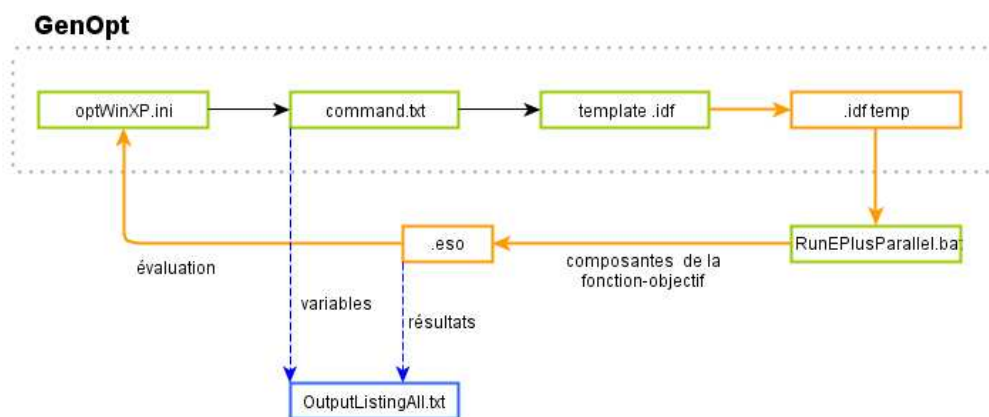 GenOpt
optWinXP.ini
command.txt
template .idf
.idf temp
.eso
RunEPlusParallel.bat
évaluation
composantes de la
fonction-objectif
variables
résultats
OutputListingAll.txt